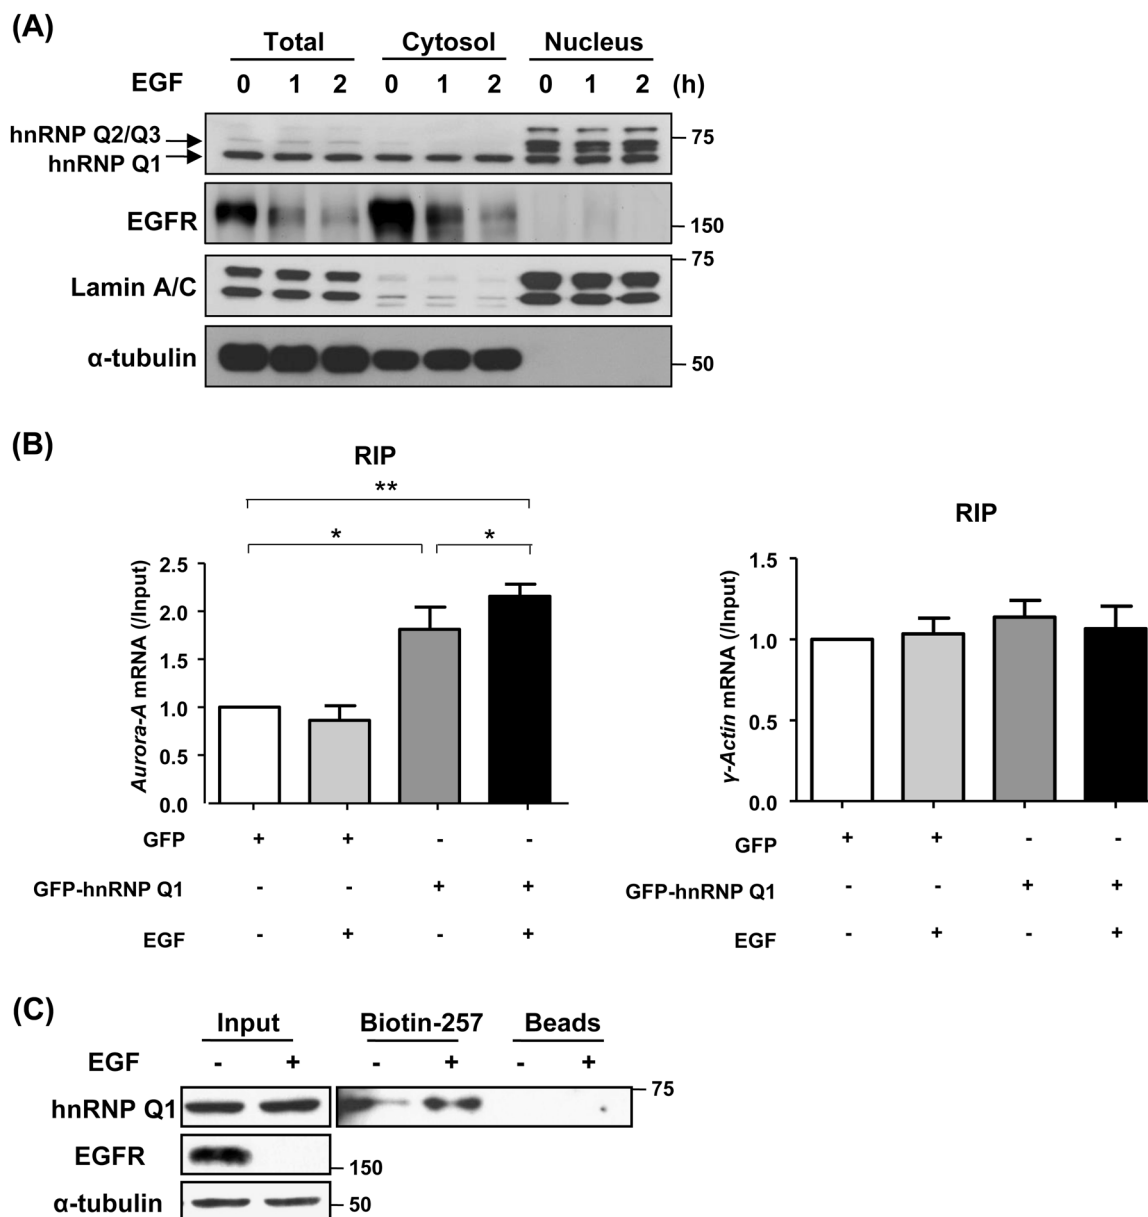 (A)
Total Cytosol Nucleus
EGF 0 1 2 0 1 2 0 1 2 (h)
hnRNP Q2/Q3
75
hnRNP Q1
EGFR
150
75
Lamin A/C
α-tubulin
50
(B)
RIP
**
* *
2.5
2.0
1.5
1.0
0.5
0.0
Aurora-A mRNA (/Input)
GFP + + - -
GFP-hnRNP Q1 - - + +
EGF - + - +
RIP
1.5
1.0
0.5
0.0
γ-Actin mRNA (/Input)
GFP + + - -
GFP-hnRNP Q1 - - + +
EGF - + - +
(C)
Input Biotin-257 Beads
EGF - + - + - +
75
hnRNP Q1
EGFR
150
α-tubulin
50